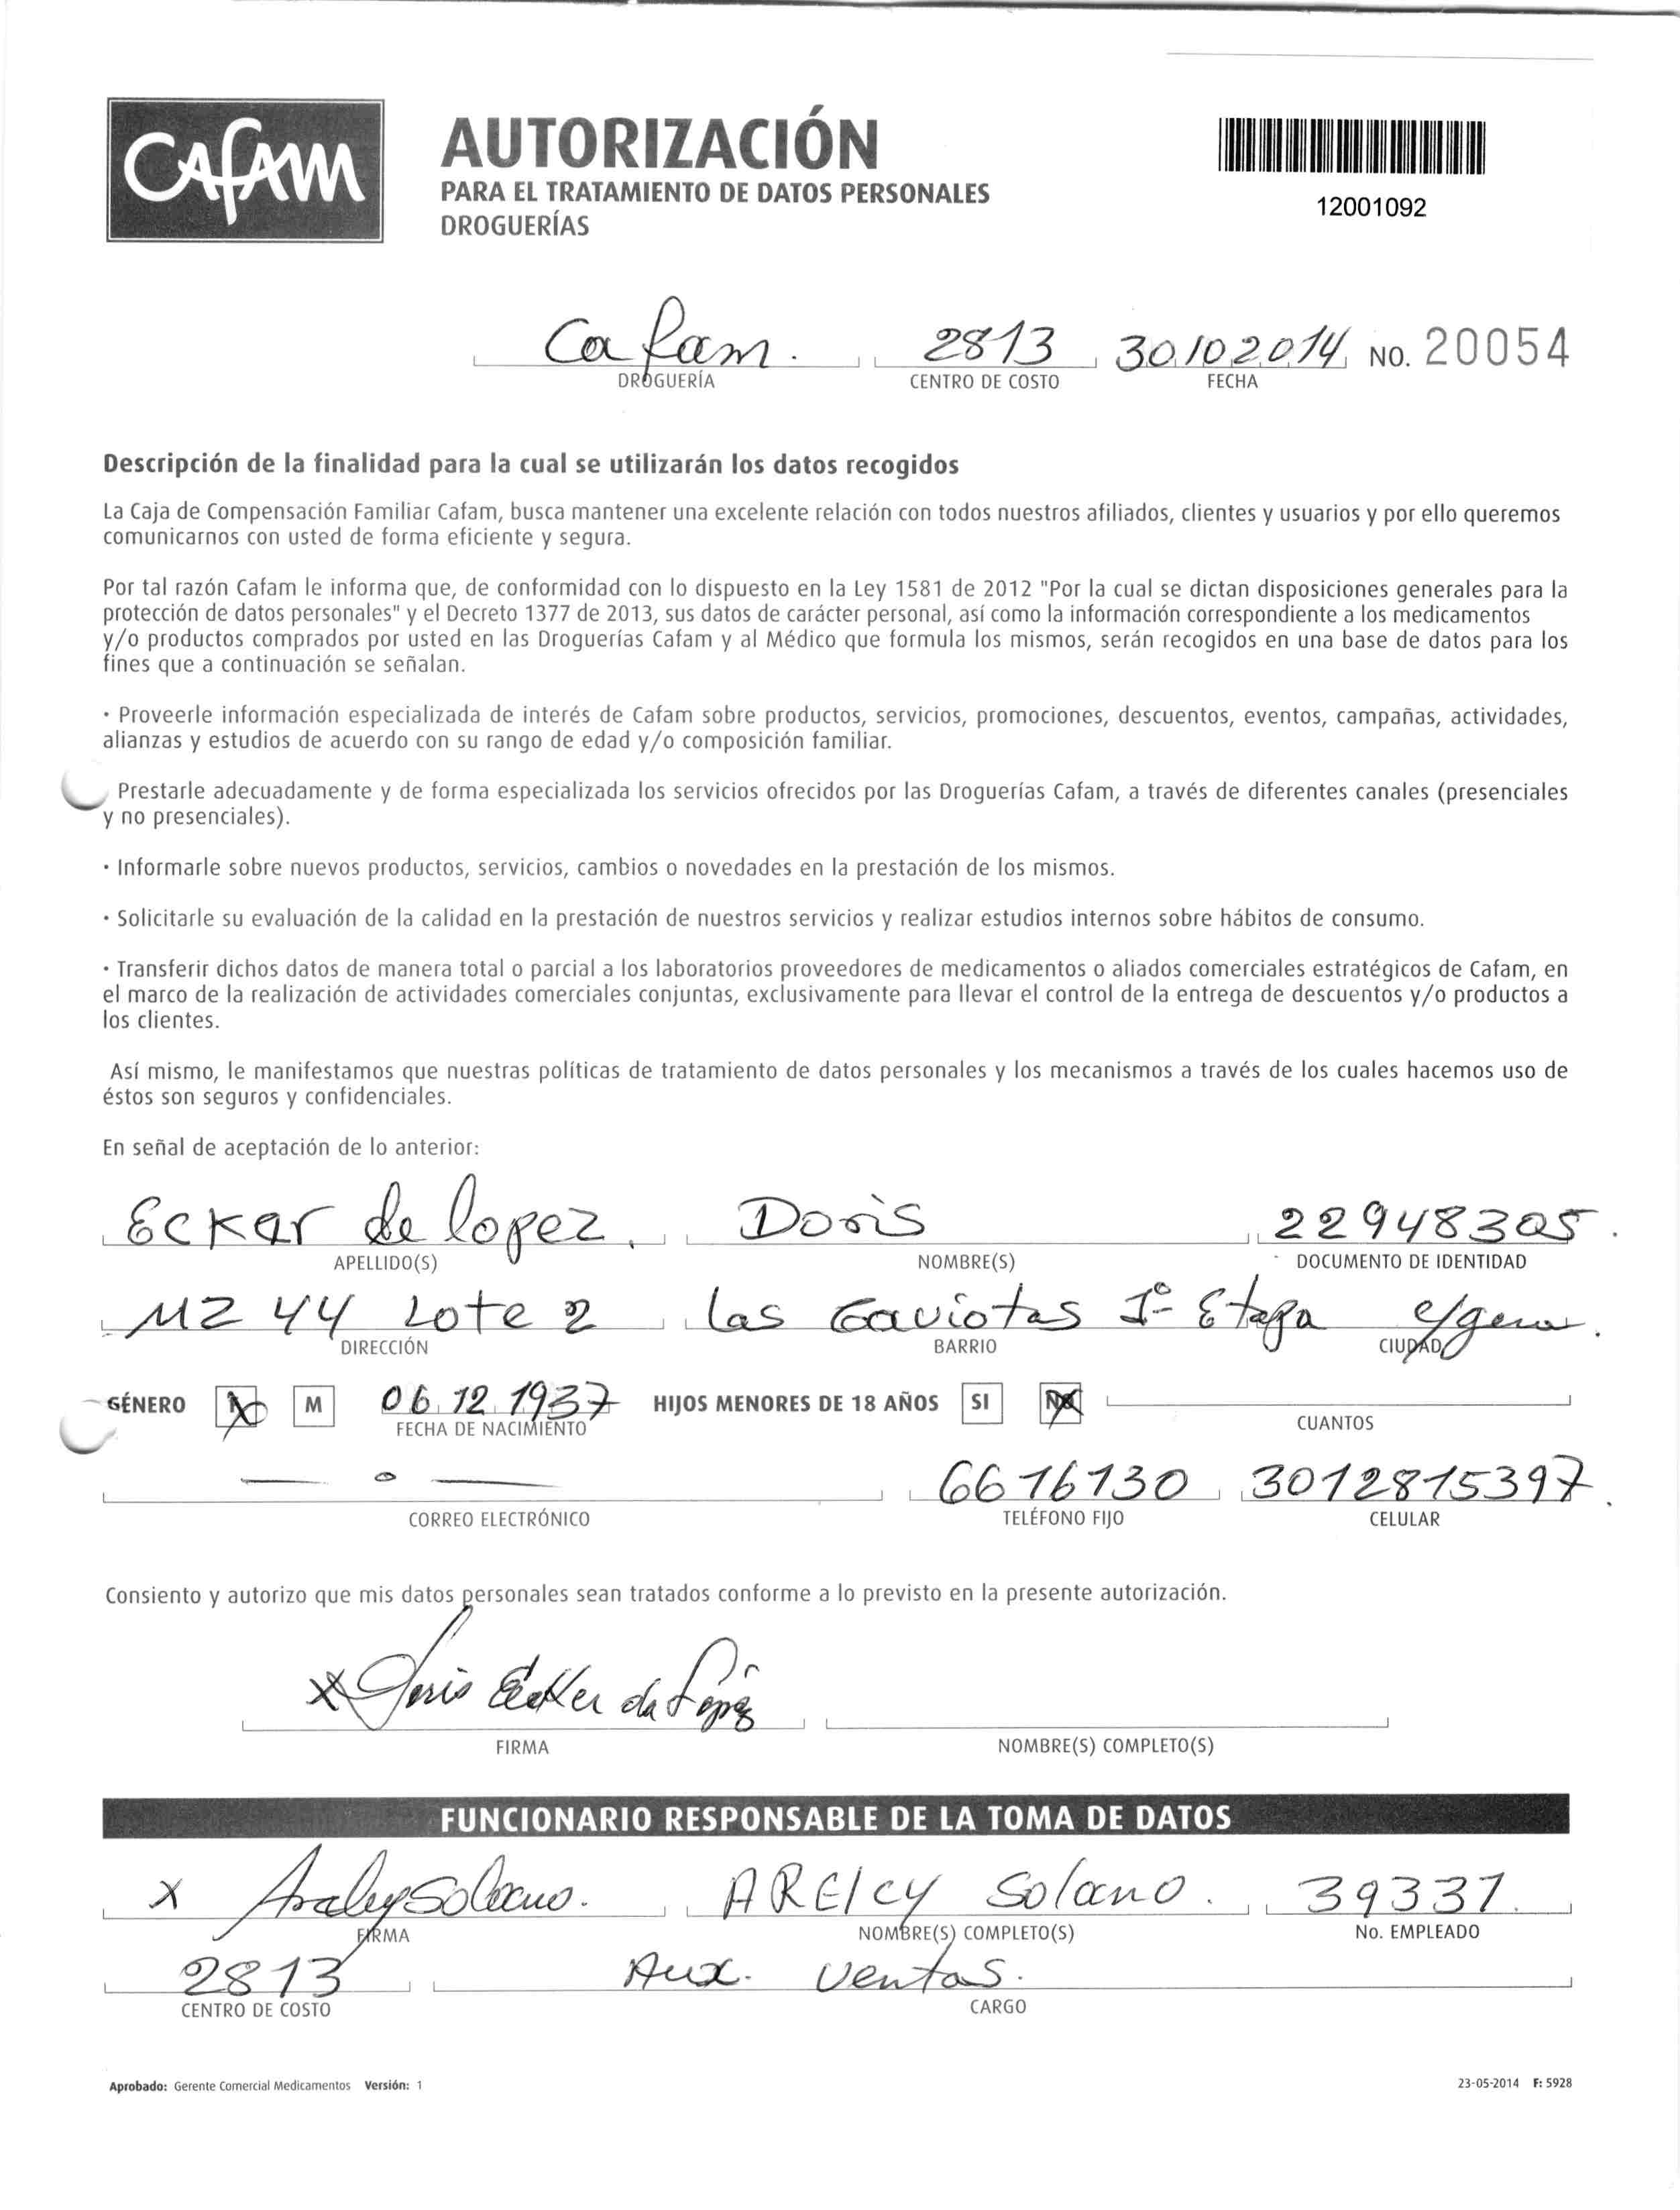 CAFAM
AUTORIZACIÓN
PARA EL TRATAMIENTO DE DATOS PERSONALES
DROGUERÍAS
12001092
Cafam. 2813 30 10 2014 NO. 20054
DROGUERÍA CENTRO DE COSTO FECHA
Descripción de la finalidad para la cual se utilizarán los datos recogidos
La Caja de Compensación Familiar Cafam, busca mantener una excelente relación con todos nuestros afiliados, clientes y usuarios y por ello queremos
comunicarnos con usted de forma eficiente y segura.
Por tal razón Cafam le informa que, de conformidad con lo dispuesto en la Ley 1581 de 2012 "Por la cual se dictan disposiciones generales para la
protección de datos personales" y el Decreto 1377 de 2013, sus datos de carácter personal, así como la información correspondiente a los medicamentos
y/o productos comprados por usted en las Droguerías Cafam y al Médico que formula los mismos, serán recogidos en una base de datos para los
fines que a continuación se señalan.
· Proveerle información especializada de interés de Cafam sobre productos, servicios, promociones, descuentos, eventos, campañas, actividades,
alianzas y estudios de acuerdo con su rango de edad y/o composición familiar.
Prestarle adecuadamente y de forma especializada los servicios ofrecidos por las Droguerías Cafam, a través de diferentes canales (presenciales
y no presenciales).
· Informarle sobre nuevos productos, servicios, cambios o novedades en la prestación de los mismos.
· Solicitarle su evaluación de la calidad en la prestación de nuestros servicios y realizar estudios internos sobre hábitos de consumo.
· Transferir dichos datos de manera total o parcial a los laboratorios proveedores de medicamentos o aliados comerciales estratégicos de Cafam, en
el marco de la realización de actividades comerciales conjuntas, exclusivamente para llevar el control de la entrega de descuentos y/o productos a
los clientes.
Así mismo, le manifestamos que nuestras políticas de tratamiento de datos personales y los mecanismos a través de los cuales hacemos uso de
éstos son seguros y confidenciales.
En señal de aceptación de lo anterior:
Eckar de lopez. Doris 22948305.
APELLIDO(S) NOMBRE(S) DOCUMENTO DE IDENTIDAD
MZ 44 Lote 2 las Gaviotas 1º Etapa c/gena.
DIRECCIÓN BARRIO CIUDAD
GÉNERO M 06 12 1937 HIJOS MENORES DE 18 AÑOS SI NO
FECHA DE NACIMIENTO CUANTOS
— o — 6616130 3012815397.
CORREO ELECTRÓNICO TELÉFONO FIJO CELULAR
Consiento y autorizo que mis datos personales sean tratados conforme a lo previsto en la presente autorización.
x Doris Ecker de López
FIRMA NOMBRE(S) COMPLETO(S)
FUNCIONARIO RESPONSABLE DE LA TOMA DE DATOS
x Arelcy Solano. ARElCY Solano. 39331.
FIRMA NOMBRE(S) COMPLETO(S) No. EMPLEADO
2813 Aux. Ventas.
CENTRO DE COSTO CARGO
Aprobado: Gerente Comercial Medicamentos Versión: 1 23-05-2014 F: 5928